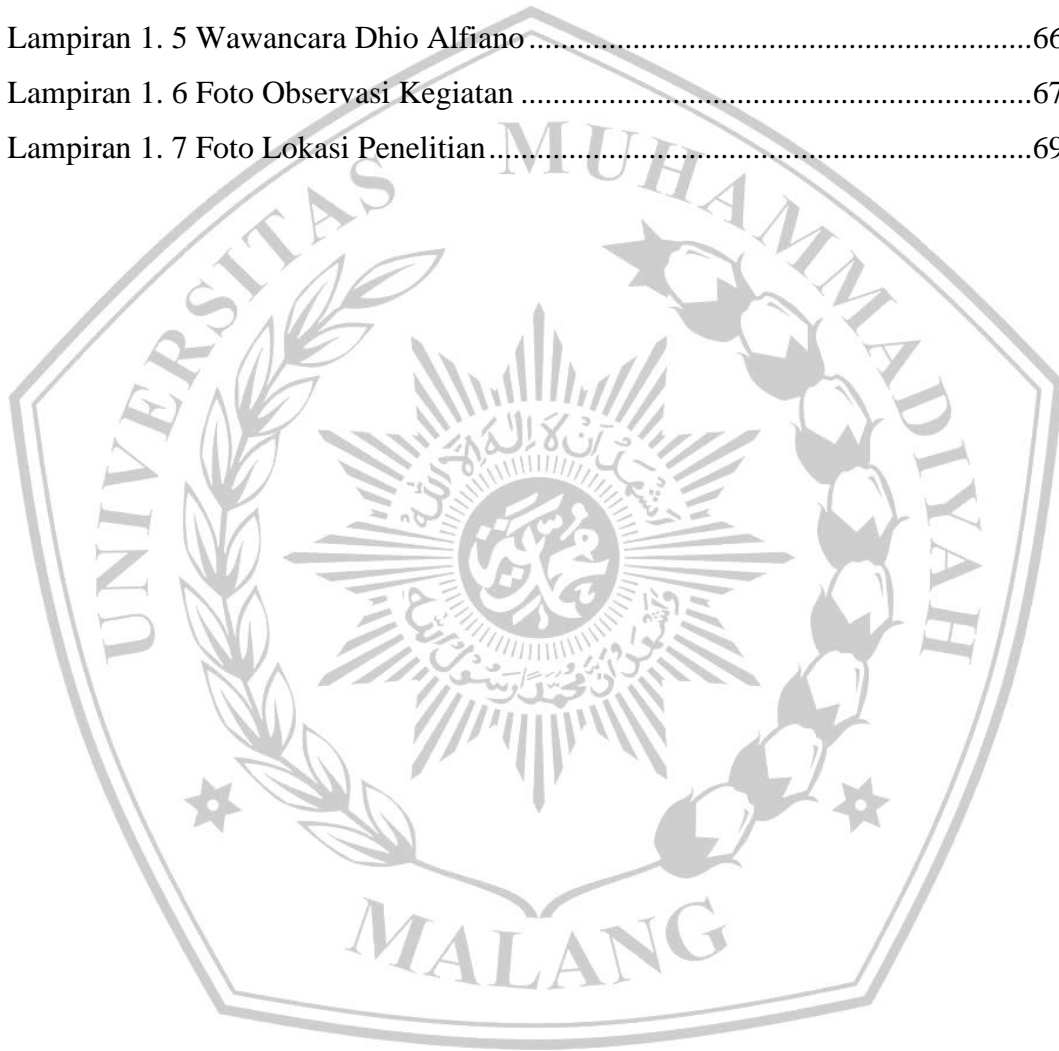 Lampiran 1. 5 Wawancara Dhio Alfiano.......................................................................66
Lampiran 1. 6 Foto Observasi Kegiatan .......................................................................67
Lampiran 1. 7 Foto Lokasi Penelitian...........................................................................69
UNIVERSITAS MUHAMMADIYAH
MALANG